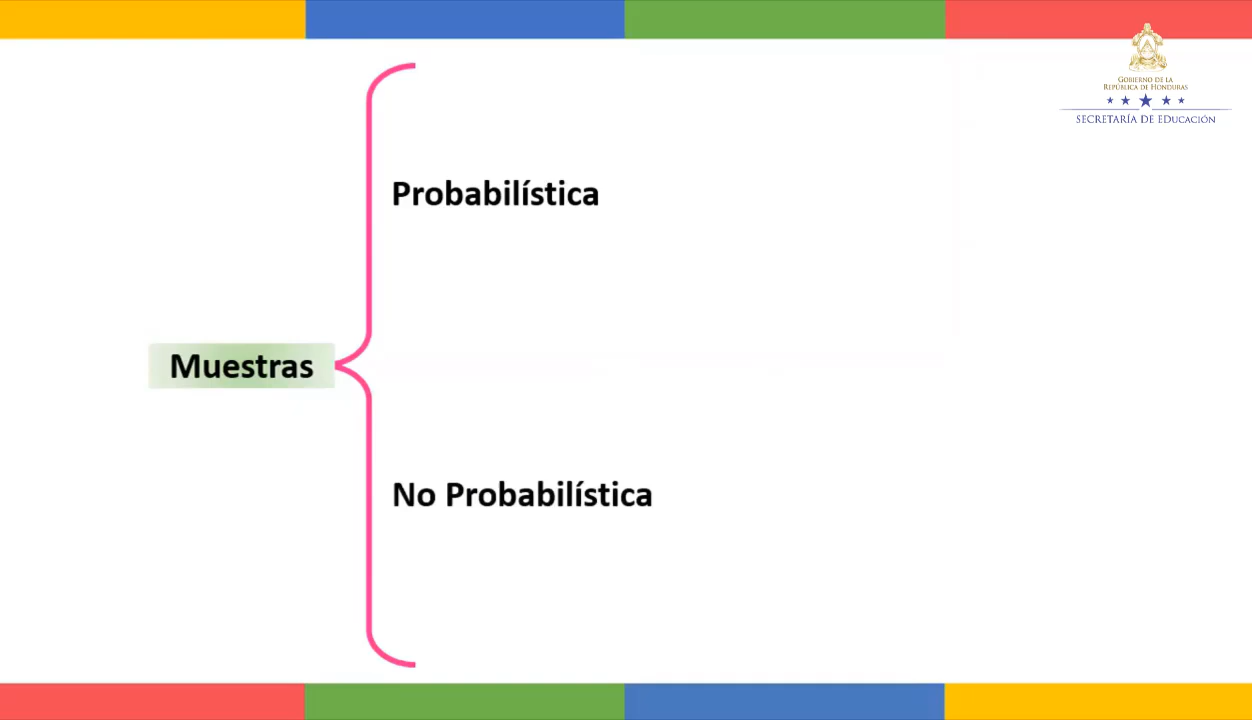 GOBIERNO DE LA
REPÚBLICA DE HONDURAS
SECRETARÍA DE EDUCACIÓN
Probabilística
Muestras
No Probabilística